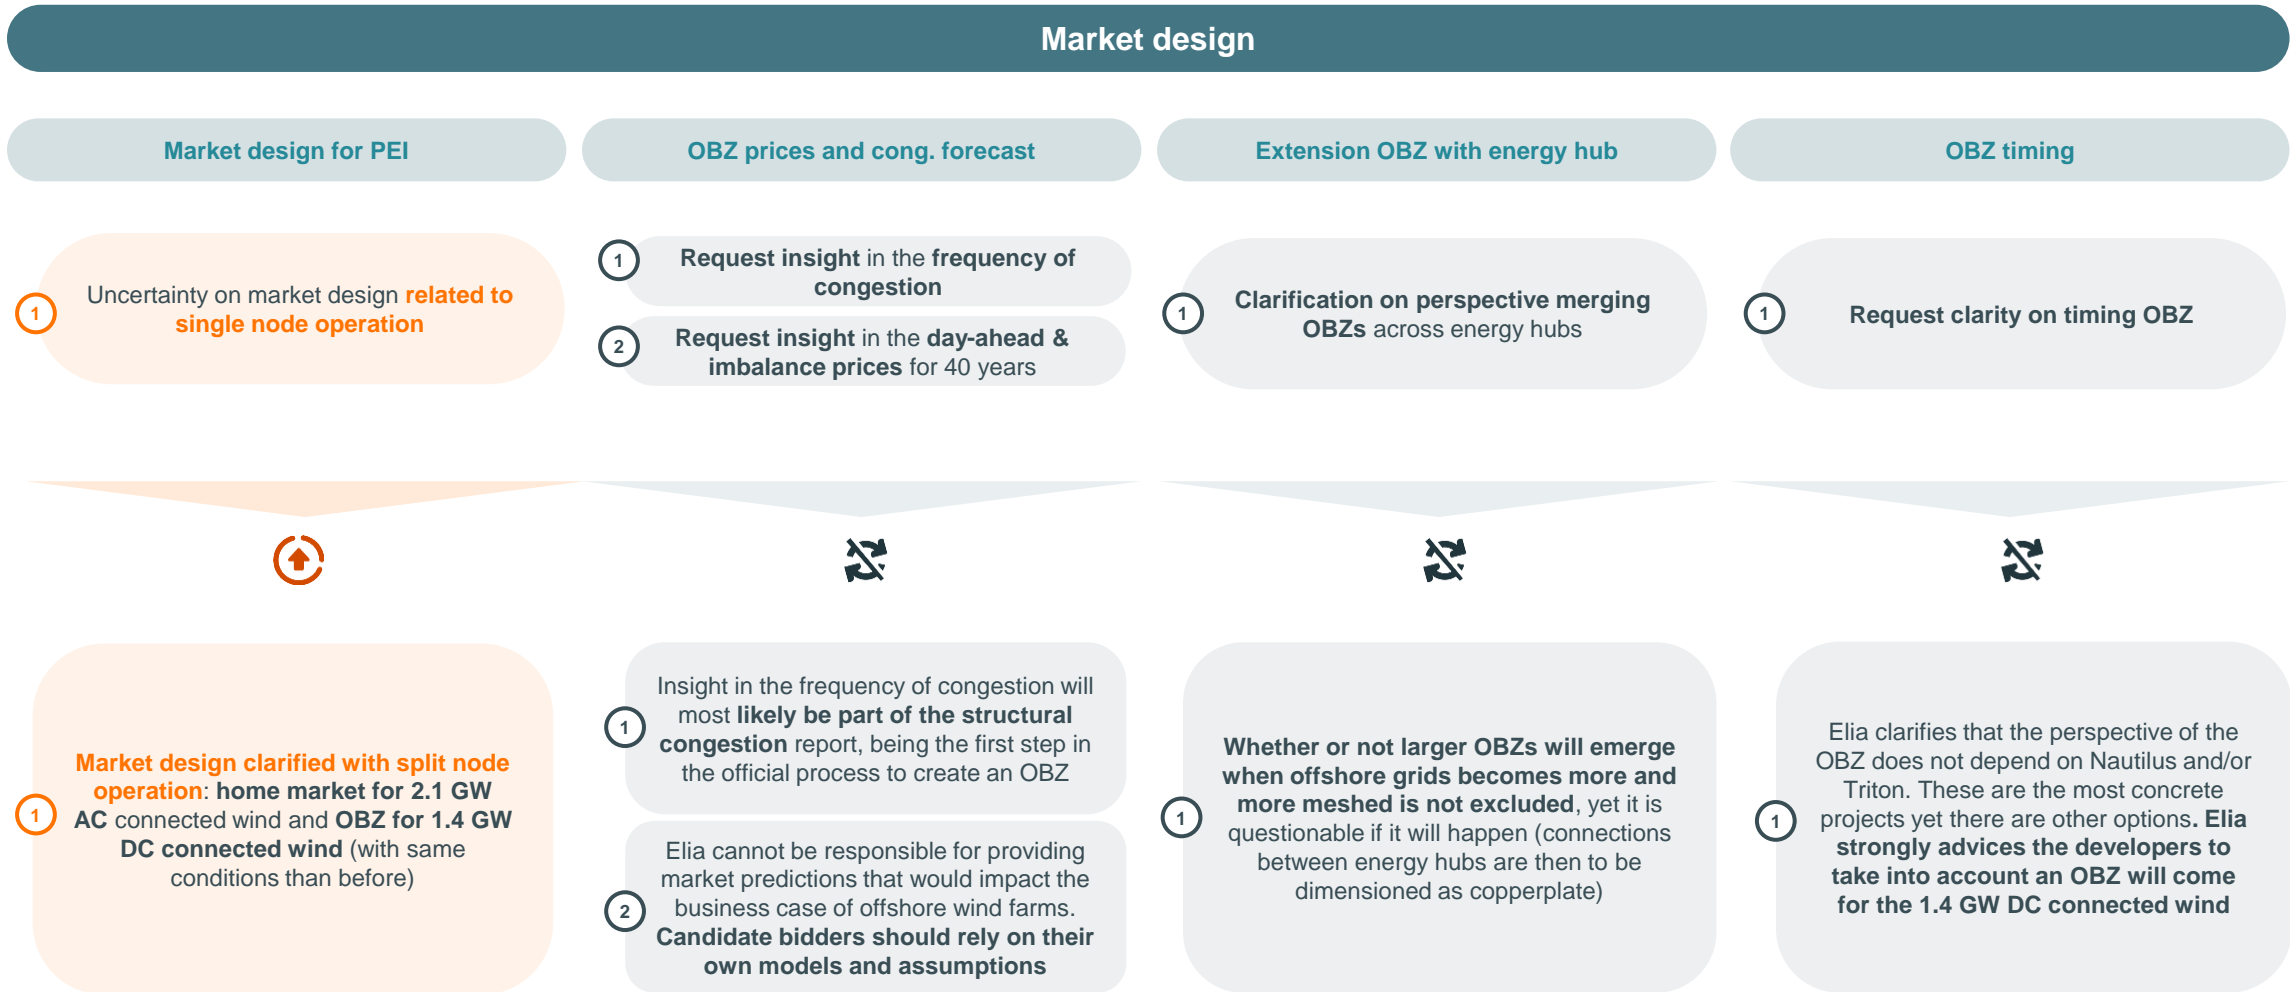 Market design
Market design for PEI
OBZ prices and cong. forecast
Extension OBZ with energy hub
OBZ timing
1
Uncertainty on market design related to
single node operation
1
Request insight in the frequency of
congestion
2
Request insight in the day-ahead &
imbalance prices for 40 years
1
Clarification on perspective merging
OBZs across energy hubs
1
Request clarity on timing OBZ
1
Market design clarified with split node
operation: home market for 2.1 GW
AC connected wind and OBZ for 1.4 GW
DC connected wind (with same
conditions than before)
1
Insight in the frequency of congestion will
most likely be part of the structural
congestion report, being the first step in
the official process to create an OBZ
2
Elia cannot be responsible for providing
market predictions that would impact the
business case of offshore wind farms.
Candidate bidders should rely on their
own models and assumptions
1
Whether or not larger OBZs will emerge
when offshore grids becomes more and
more meshed is not excluded, yet it is
questionable if it will happen (connections
between energy hubs are then to be
dimensioned as copperplate)
1
Elia clarifies that the perspective of the
OBZ does not depend on Nautilus and/or
Triton. These are the most concrete
projects yet there are other options. Elia
strongly advices the developers to
take into account an OBZ will come
for the 1.4 GW DC connected wind